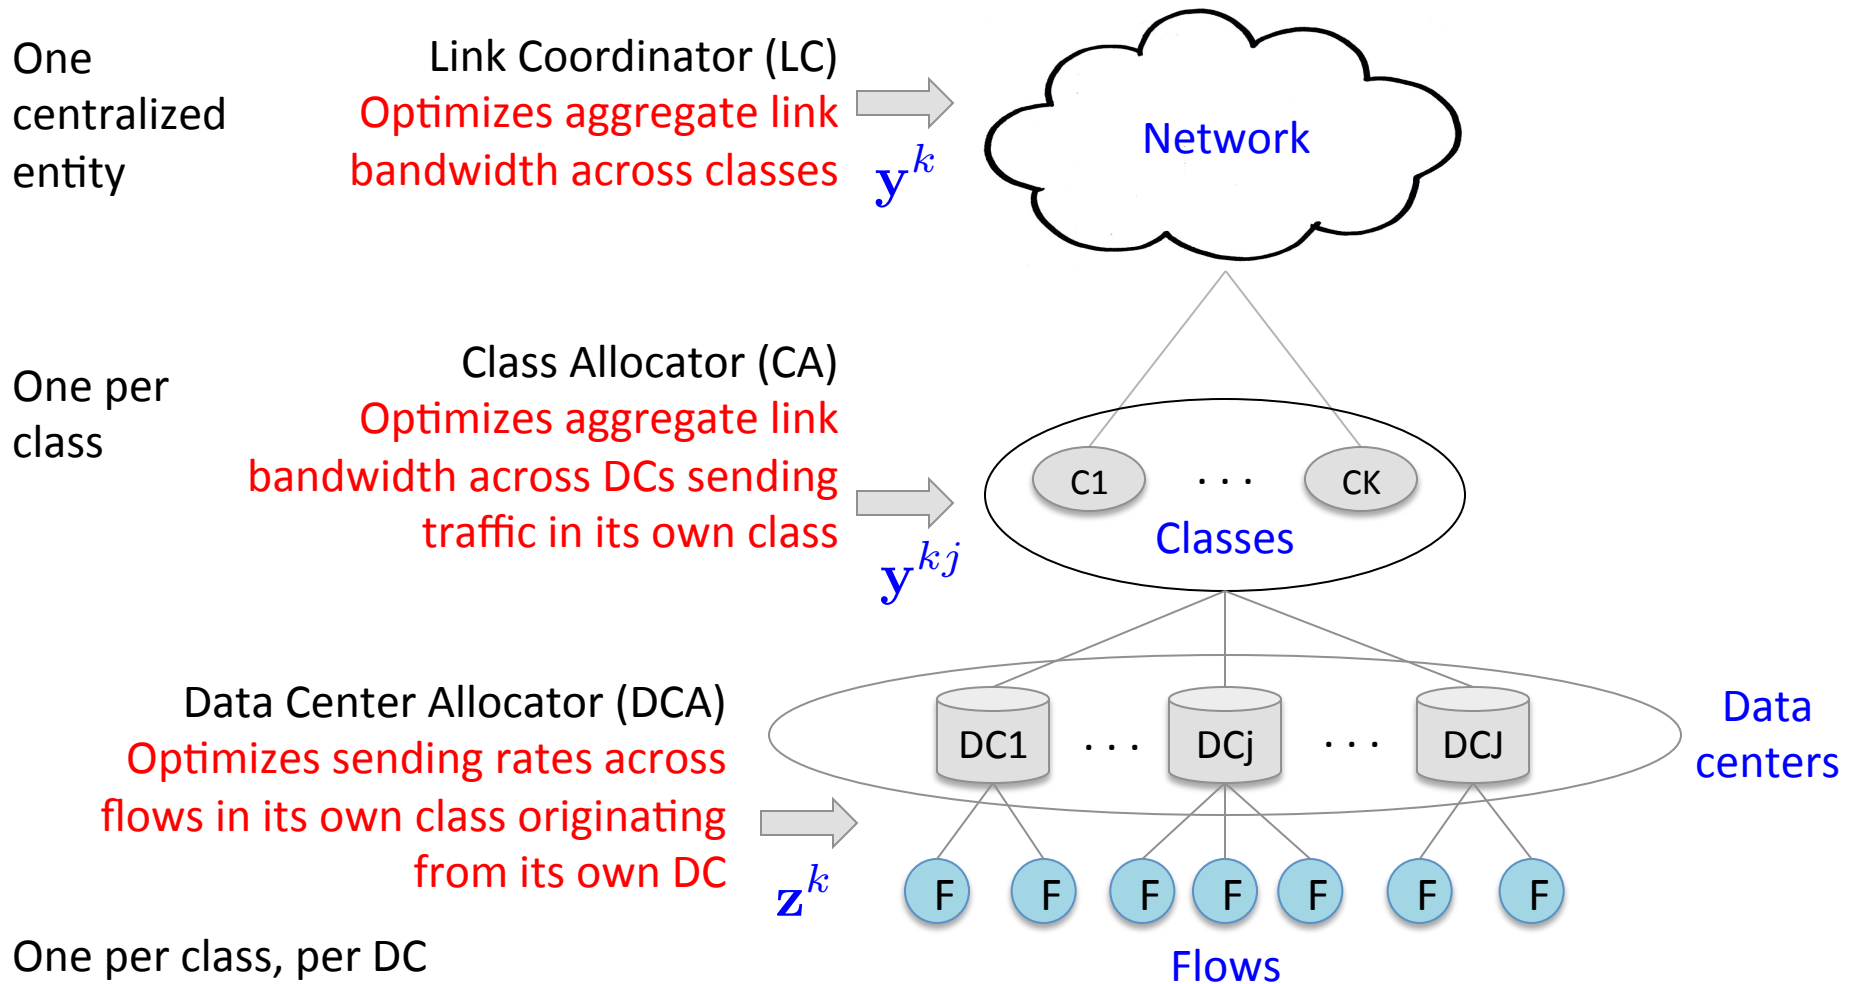 One
centralized
entity
Link Coordinator (LC)
Optimizes aggregate link
bandwidth across classes
y^k
Network
One per
class
Class Allocator (CA)
Optimizes aggregate link
bandwidth across DCs sending
traffic in its own class
y^{kj}
C1 . . . CK
Classes
Data Center Allocator (DCA)
Optimizes sending rates across
flows in its own class originating
from its own DC
z^k
One per class, per DC
DC1 . . . DCj . . . DCJ
Data
centers
F F F F F F F
Flows